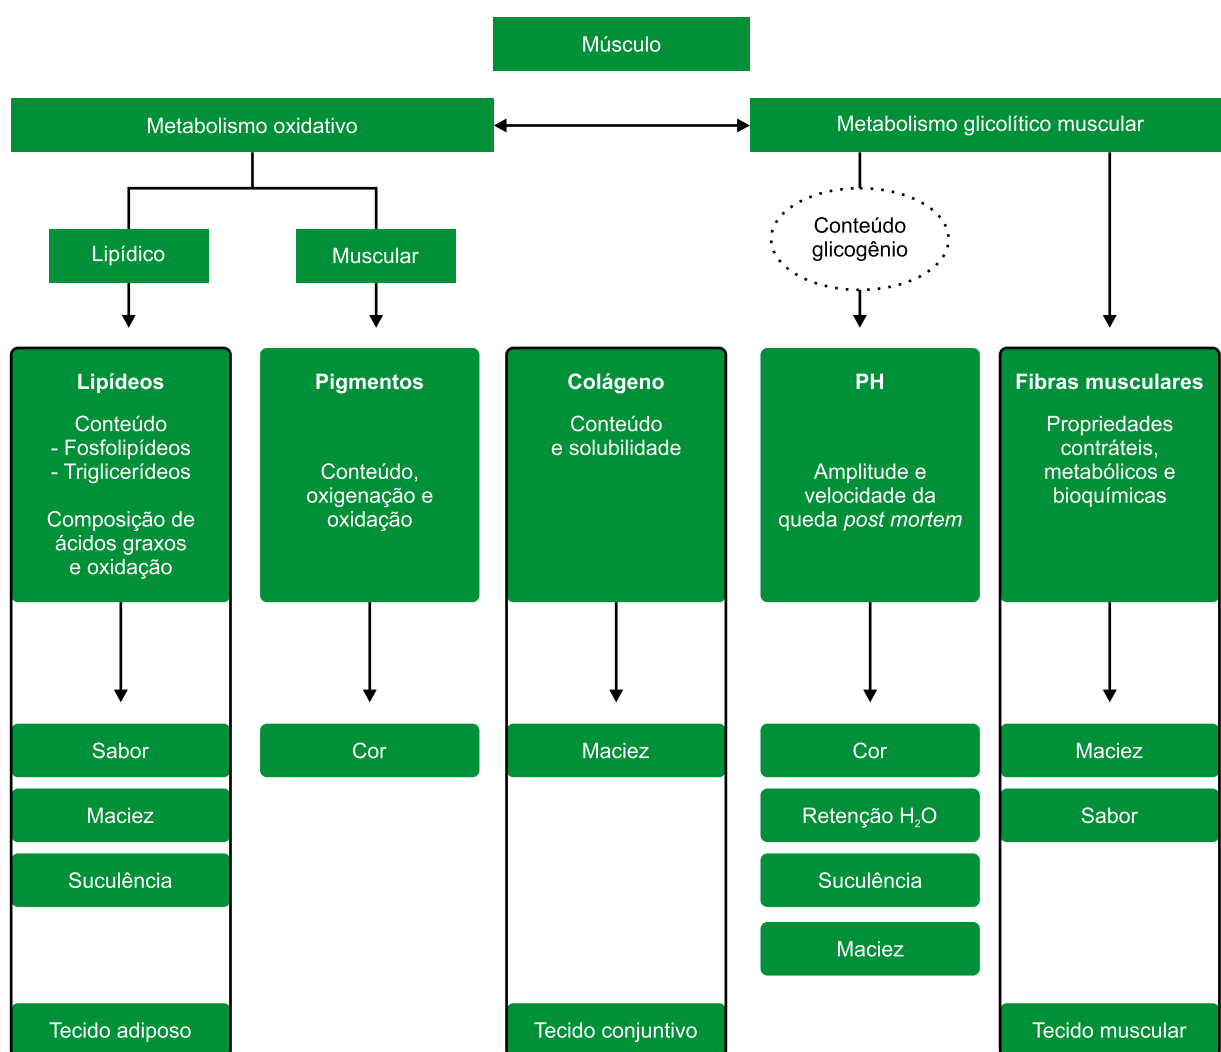 Músculo
Metabolismo oxidativo
Metabolismo glicolítico muscular
Conteúdo
glicogênio
Lipídico
Muscular
Lipídeos
Conteúdo
- Fosfolipídeos
- Triglicerídeos
Composição de
ácidos graxos
e oxidação
Pigmentos
Conteúdo,
oxigenação e
oxidação
Colágeno
Conteúdo
e solubilidade
PH
Amplitude e
velocidade da
queda post mortem
Fibras musculares
Propriedades
contráteis,
metabólicos e
bioquímicas
Sabor
Maciez
Suculência
Cor
Maciez
Cor
Retenção H₂O
Suculência
Maciez
Maciez
Sabor
Tecido adiposo
Tecido conjuntivo
Tecido muscular